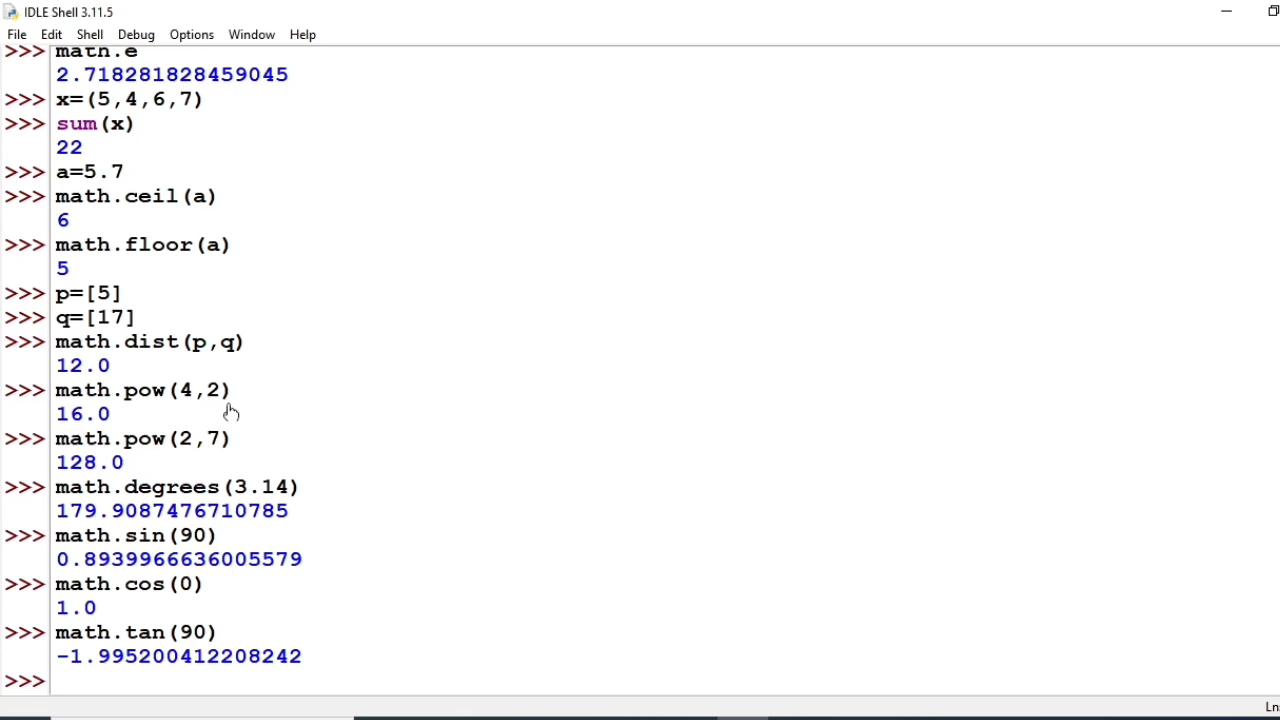 IDLE Shell 3.11.5
File Edit Shell Debug Options Window Help
>>> math.e
2.718281828459045
>>> x=(5,4,6,7)
>>> sum(x)
22
>>> a=5.7
>>> math.ceil(a)
6
>>> math.floor(a)
5
>>> p=[5]
>>> q=[17]
>>> math.dist(p,q)
12.0
>>> math.pow(4,2)
16.0
>>> math.pow(2,7)
128.0
>>> math.degrees(3.14)
179.9087476710785
>>> math.sin(90)
0.8939966636005579
>>> math.cos(0)
1.0
>>> math.tan(90)
-1.995200412208242
>>>
Ln